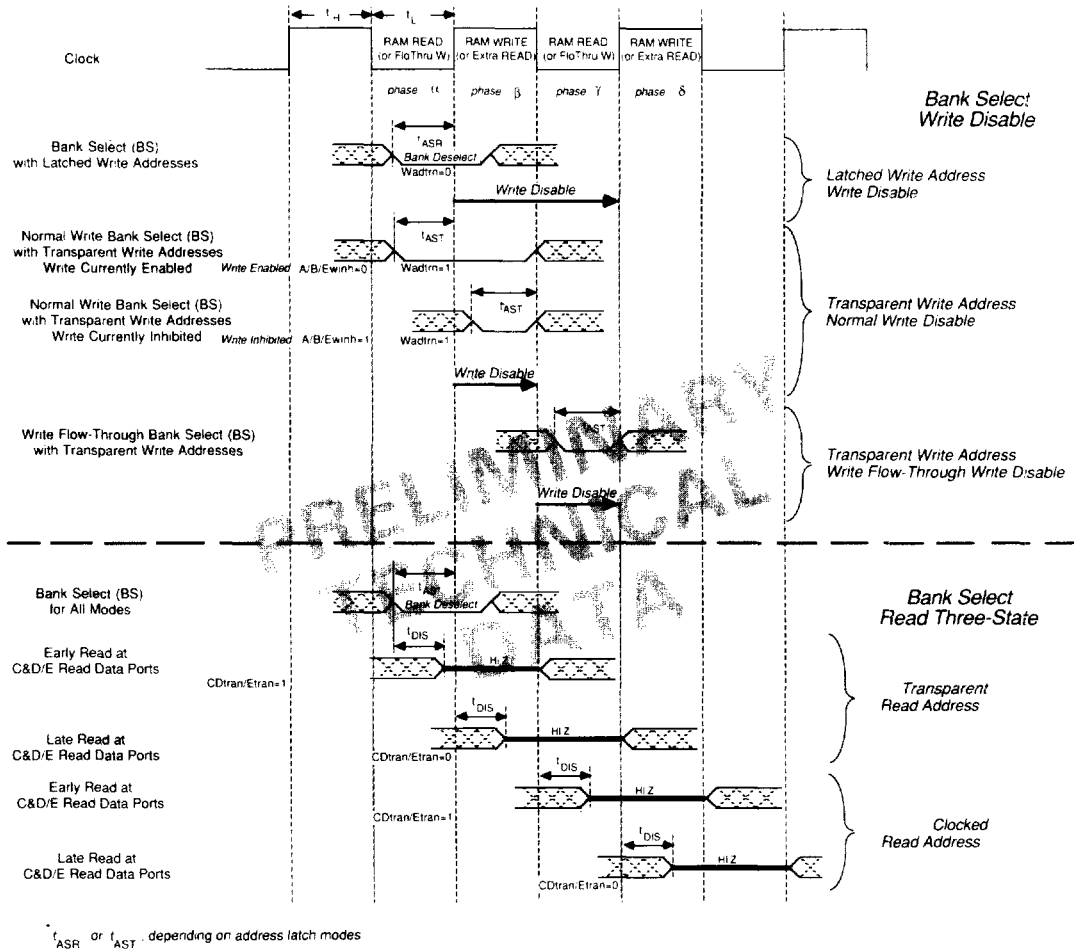 t_H
t_L
Clock
RAM READ
(or FloThru W)
RAM WRITE
(or Extra READ)
RAM READ
(or FloThru W)
RAM WRITE
(or Extra READ)
phase α
phase β
phase γ
phase δ
Bank Select
Write Disable
Bank Select (BS)
with Latched Write Addresses
t_ASR
Bank Deselect
Wadtrn=0
Write Disable
Latched Write Address
Write Disable
Normal Write Bank Select (BS)
with Transparent Write Addresses
Write Currently Enabled
Write Enabled A/B/Ewinh=0
t_AST
Wadtrn=1
Normal Write Bank Select (BS)
with Transparent Write Addresses
Write Currently Inhibited
Write Inhibited A/B/Ewinh=1
t_AST
Wadtrn=1
Write Disable
Transparent Write Address
Normal Write Disable
Write Flow-Through Bank Select (BS)
with Transparent Write Addresses
t_AST
Write Disable
Transparent Write Address
Write Flow-Through Write Disable
PRELIMINARY
TECHNICAL
DATA
Bank Select (BS)
for All Modes
Bank Deselect
Bank Select
Read Three-State
Early Read at
C&D/E Read Data Ports
CDtran/Etran=1
t_DIS
HI Z
Late Read at
C&D/E Read Data Ports
CDtran/Etran=0
t_DIS
HI Z
Transparent
Read Address
Early Read at
C&D/E Read Data Ports
CDtran/Etran=1
t_DIS
HI Z
Late Read at
C&D/E Read Data Ports
CDtran/Etran=0
t_DIS
HI Z
Clocked
Read Address
* t_ASR or t_AST, depending on address latch modes